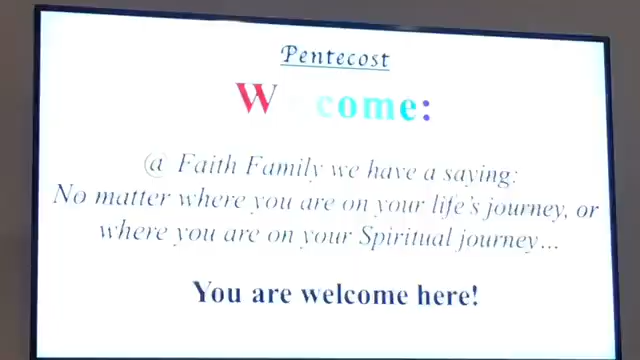 Pentecost
W come:
@ Faith Family we have a saying:
No matter where you are on your life's journey, or
where you are on your Spiritual journey...
You are welcome here!